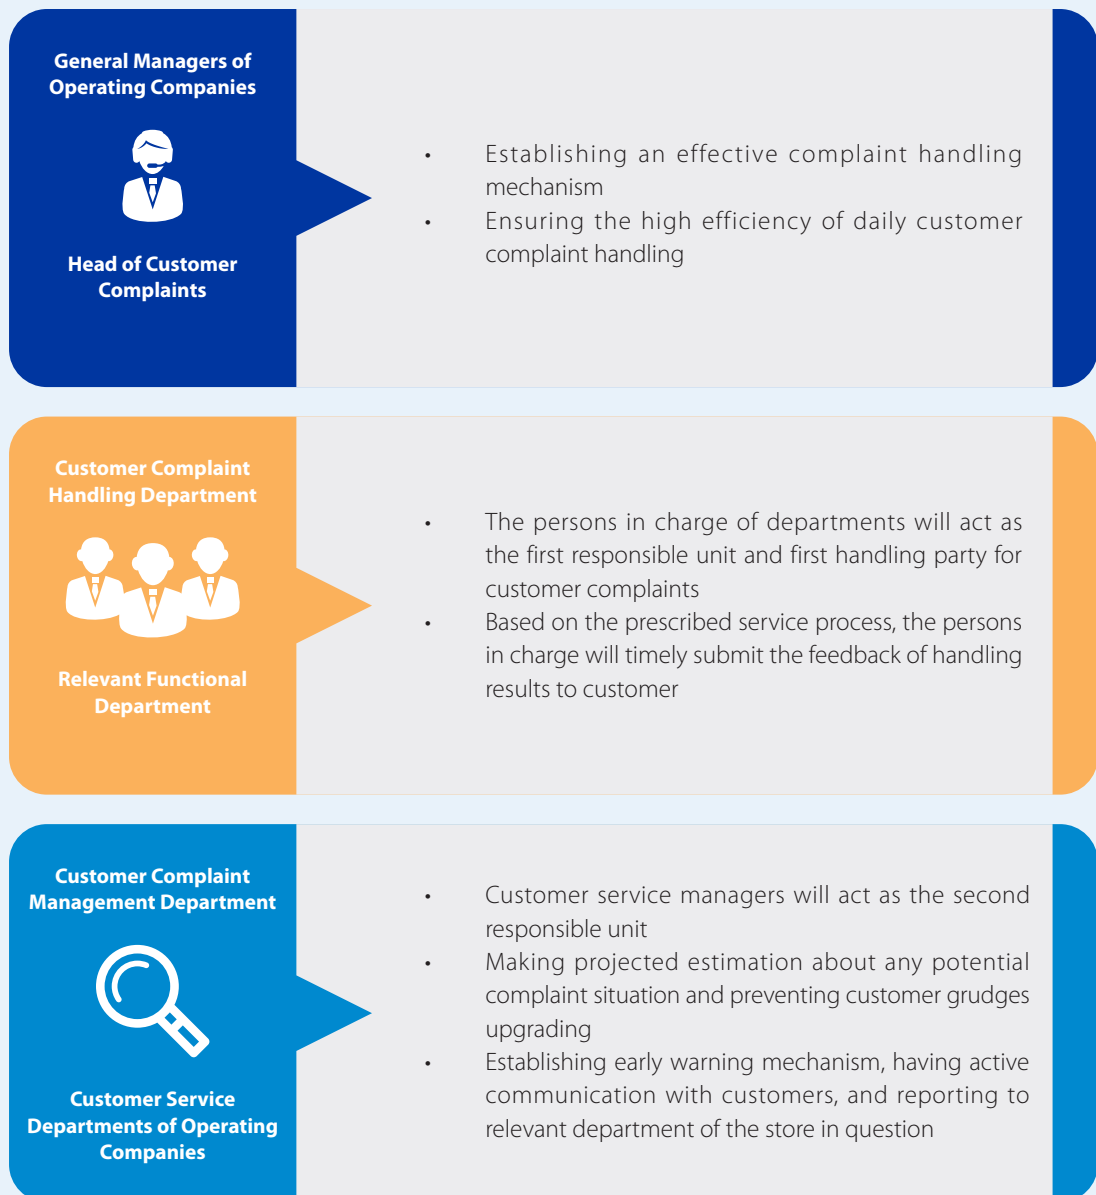 General Managers of
Operating Companies
Head of Customer
Complaints
• Establishing an effective complaint handling
mechanism
• Ensuring the high efficiency of daily customer
complaint handling
Customer Complaint
Handling Department
Relevant Functional
Department
• The persons in charge of departments will act as
the first responsible unit and first handling party for
customer complaints
• Based on the prescribed service process, the persons
in charge will timely submit the feedback of handling
results to customer
Customer Complaint
Management Department
Customer Service
Departments of Operating
Companies
• Customer service managers will act as the second
responsible unit
• Making projected estimation about any potential
complaint situation and preventing customer grudges
upgrading
• Establishing early warning mechanism, having active
communication with customers, and reporting to
relevant department of the store in question